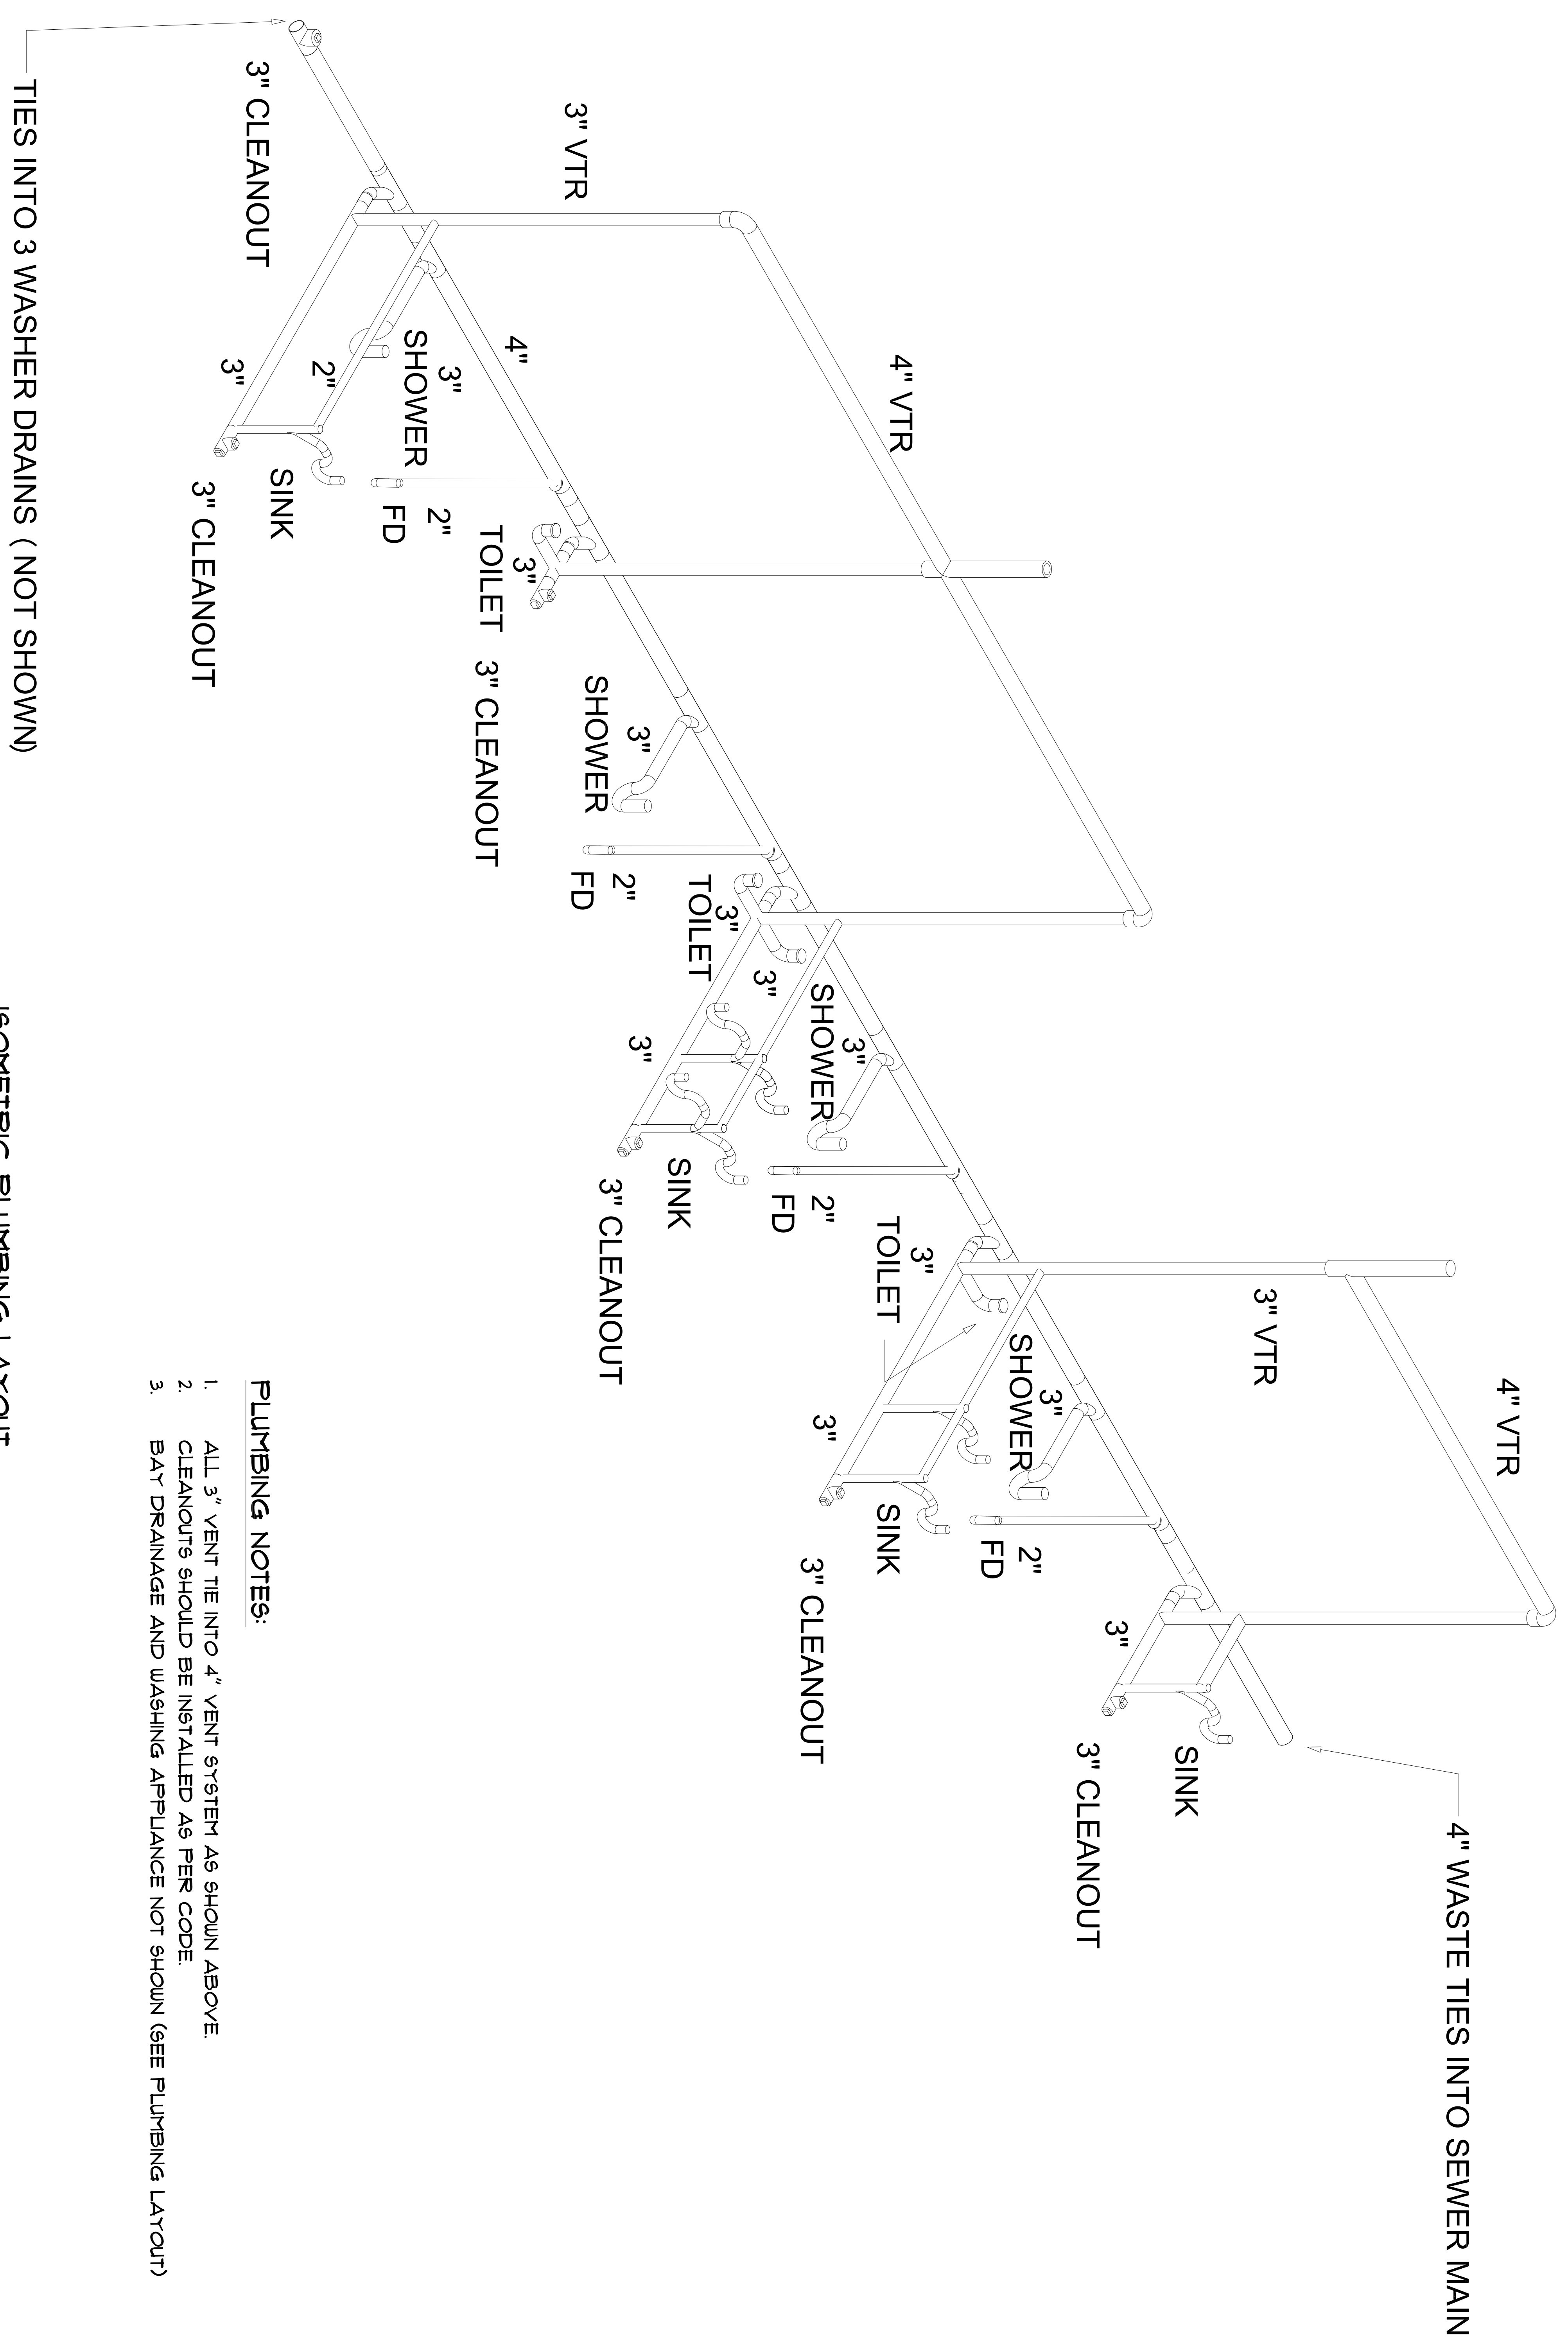 4" WASTE TIES INTO SEWER MAIN
4" VTR
3" VTR
SINK
3" CLEANOUT
3"
3"
SHOWER
2"
FD
3"
TOILET
SINK
3" CLEANOUT
3"
4" VTR
3"
SHOWER
2"
FD
3"
3"
TOILET
SINK
3" CLEANOUT
3"
3"
SHOWER
2"
FD
3"
TOILET
3" CLEANOUT
3" VTR
4"
3"
SHOWER
2"
FD
2"
SINK
3"
3" CLEANOUT
3" CLEANOUT
TIES INTO 3 WASHER DRAINS ( NOT SHOWN)
PLUMBING NOTES:
1. ALL 3" VENT TIE INTO 4" VENT SYSTEM AS SHOWN ABOVE.
2. CLEANOUTS SHOULD BE INSTALLED AS PER CODE.
3. BAY DRAINAGE AND WASHING APPLIANCE NOT SHOWN (SEE PLUMBING LAYOUT)
ISOMETRIC PLUMBING LAYOUT